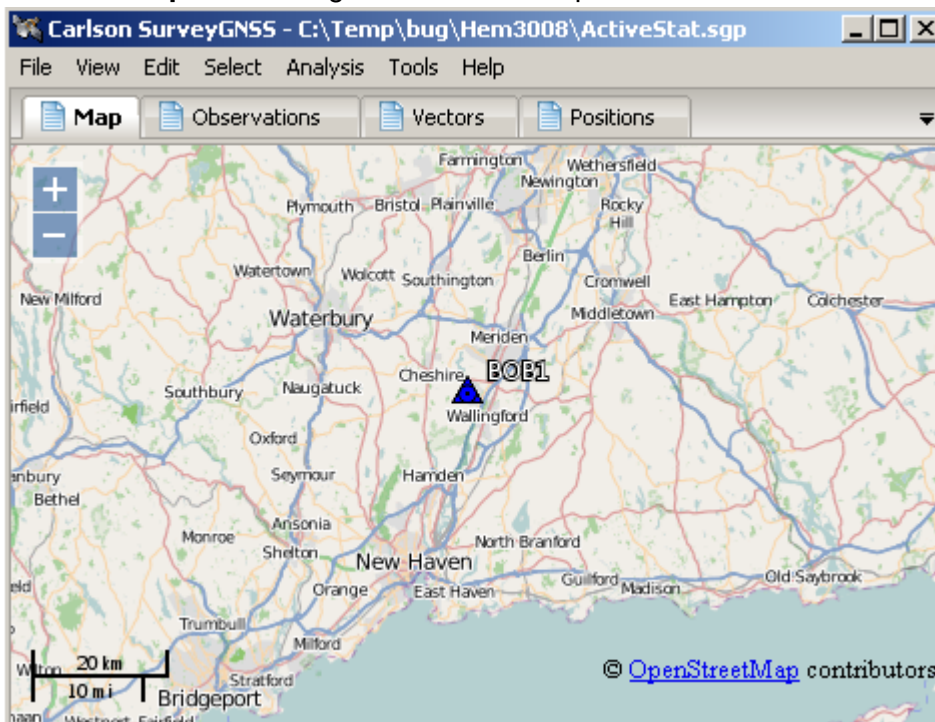 Carlson SurveyGNSS - C:\Temp\bug\Hem3008\ActiveStat.sgp
File View Edit Select Analysis Tools Help
Map Observations Vectors Positions
Farmington Wethersfield
Newington
Plymouth Bristol Plainville Rocky
Hill
Berlin
Watertown Wolcott Southington Cromwell
New Milford East Hampton Colchester
Waterbury Middletown
Meriden
Cheshire BOB1
Southbury Naugatuck
Wallingford
Oxford
Seymour Hamden
Bethel
Ansonia
Monroe North Branford
Shelton
New Haven
Orange East Haven Guilford Madison Old Saybrook
Trumbull
Milford
20 km © OpenStreetMap contributors
10 mi Stratford
Bridgeport
Westport Fairfield